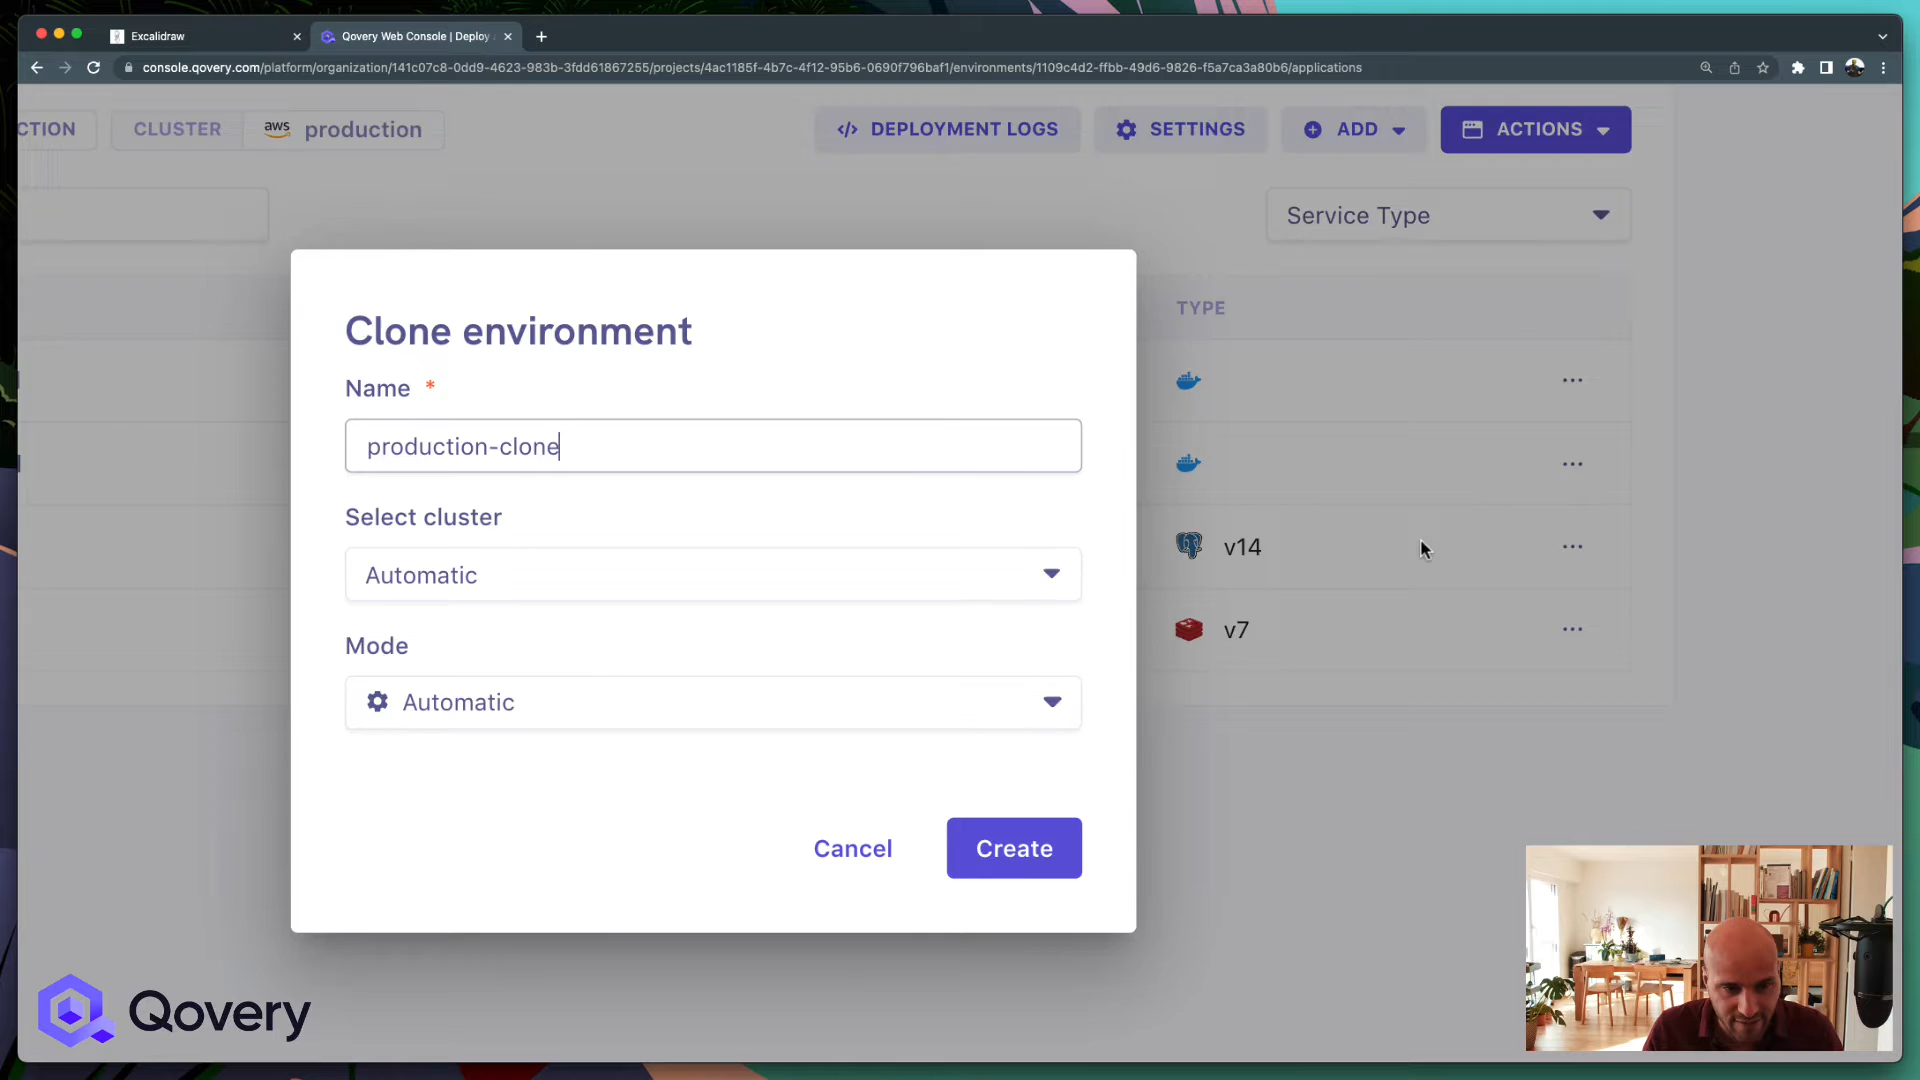 Excalidraw
Qovery Web Console | Deploy
console.qovery.com/platform/organization/141c07c8-0dd9-4623-983b-3fdd61867255/projects/4ac1185f-4b7c-4f12-95b6-0690f796baf1/environments/1109c4d2-ffbb-49d6-9826-f5a7ca3a80b6/applications
CTION
CLUSTER
aws
production
DEPLOYMENT LOGS
SETTINGS
ADD
ACTIONS
Service Type
TYPE
Clone environment
Name *
production-clone
Select cluster
Automatic
v14
v7
Mode
Automatic
Cancel
Create
Qovery